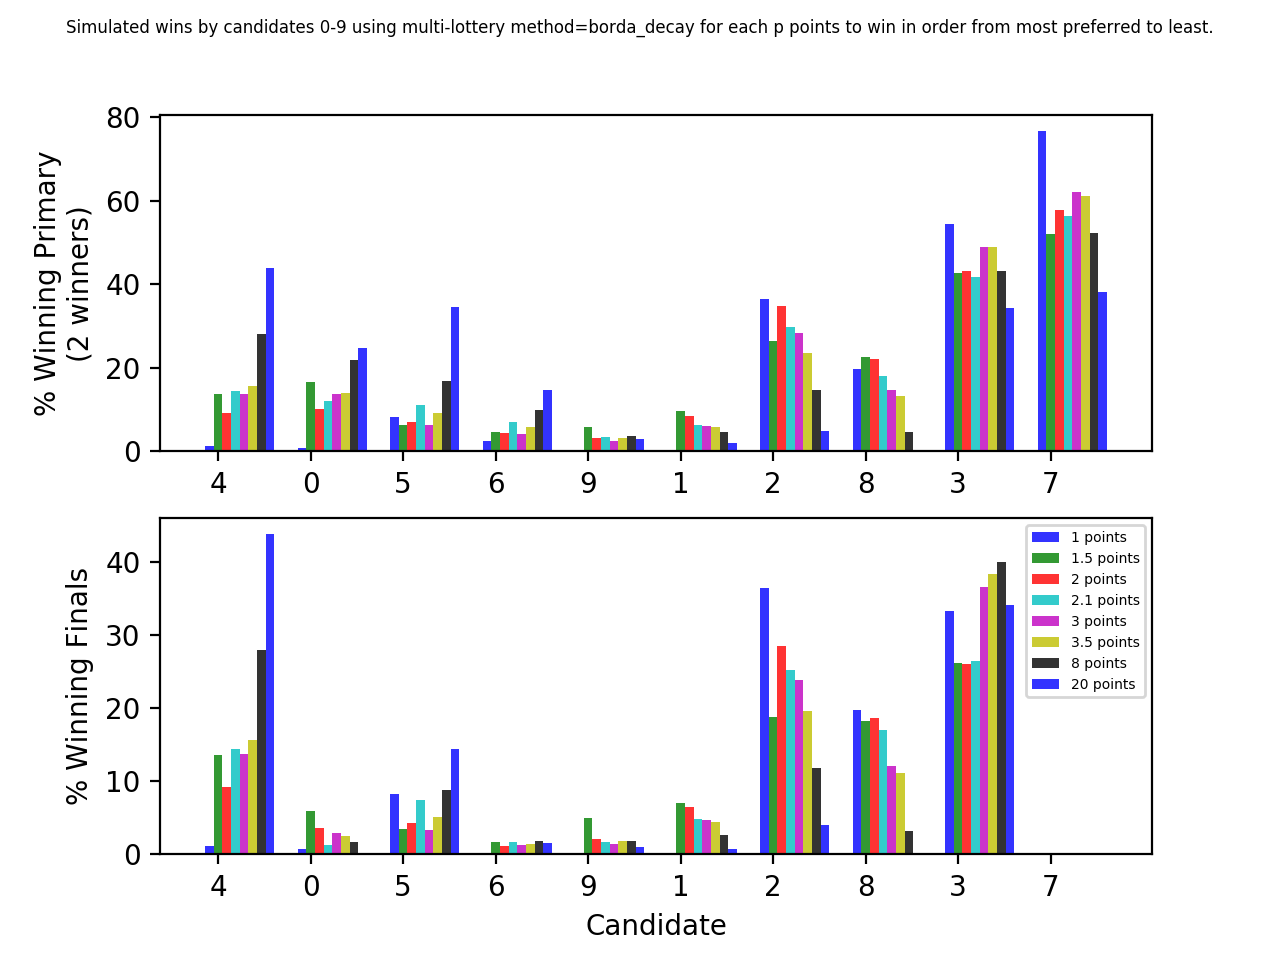 Simulated wins by candidates 0-9 using multi-lottery method=borda_decay for each p points to win in order from most preferred to least.
% Winning Primary
(2 winners)
80
60
40
20
0
4 0 5 6 9 1 2 8 3 7
% Winning Finals
40
30
20
10
0
1 points
1.5 points
2 points
2.1 points
3 points
3.5 points
8 points
20 points
4 0 5 6 9 1 2 8 3 7
Candidate